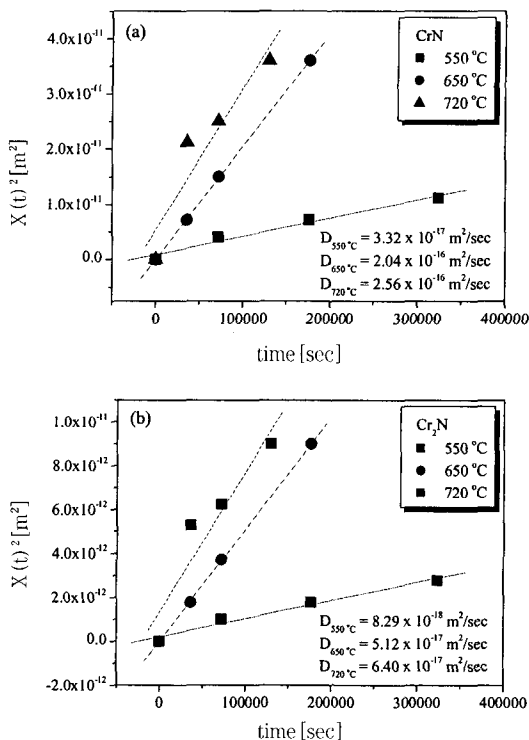 (a)
CrN
550 °C
650 °C
720 °C
4.0x10⁻¹¹
3.0x10⁻¹¹
2.0x10⁻¹¹
1.0x10⁻¹¹
0.0
X (t)² [m²]
D₅₅₀ °C = 3.32 x 10⁻¹⁷ m²/sec
D₆₅₀ °C = 2.04 x 10⁻¹⁶ m²/sec
D₇₂₀ °C = 2.56 x 10⁻¹⁶ m²/sec
0 100000 200000 300000 400000
time [sec]
(b)
Cr₂N
550 °C
650 °C
720 °C
1.0x10⁻¹¹
8.0x10⁻¹²
6.0x10⁻¹²
4.0x10⁻¹²
2.0x10⁻¹²
0.0
-2.0x10⁻¹²
X (t)² [m²]
D₅₅₀ °C = 8.29 x 10⁻¹⁸ m²/sec
D₆₅₀ °C = 5.12 x 10⁻¹⁷ m²/sec
D₇₂₀ °C = 6.40 x 10⁻¹⁷ m²/sec
0 100000 200000 300000 400000
time [sec]